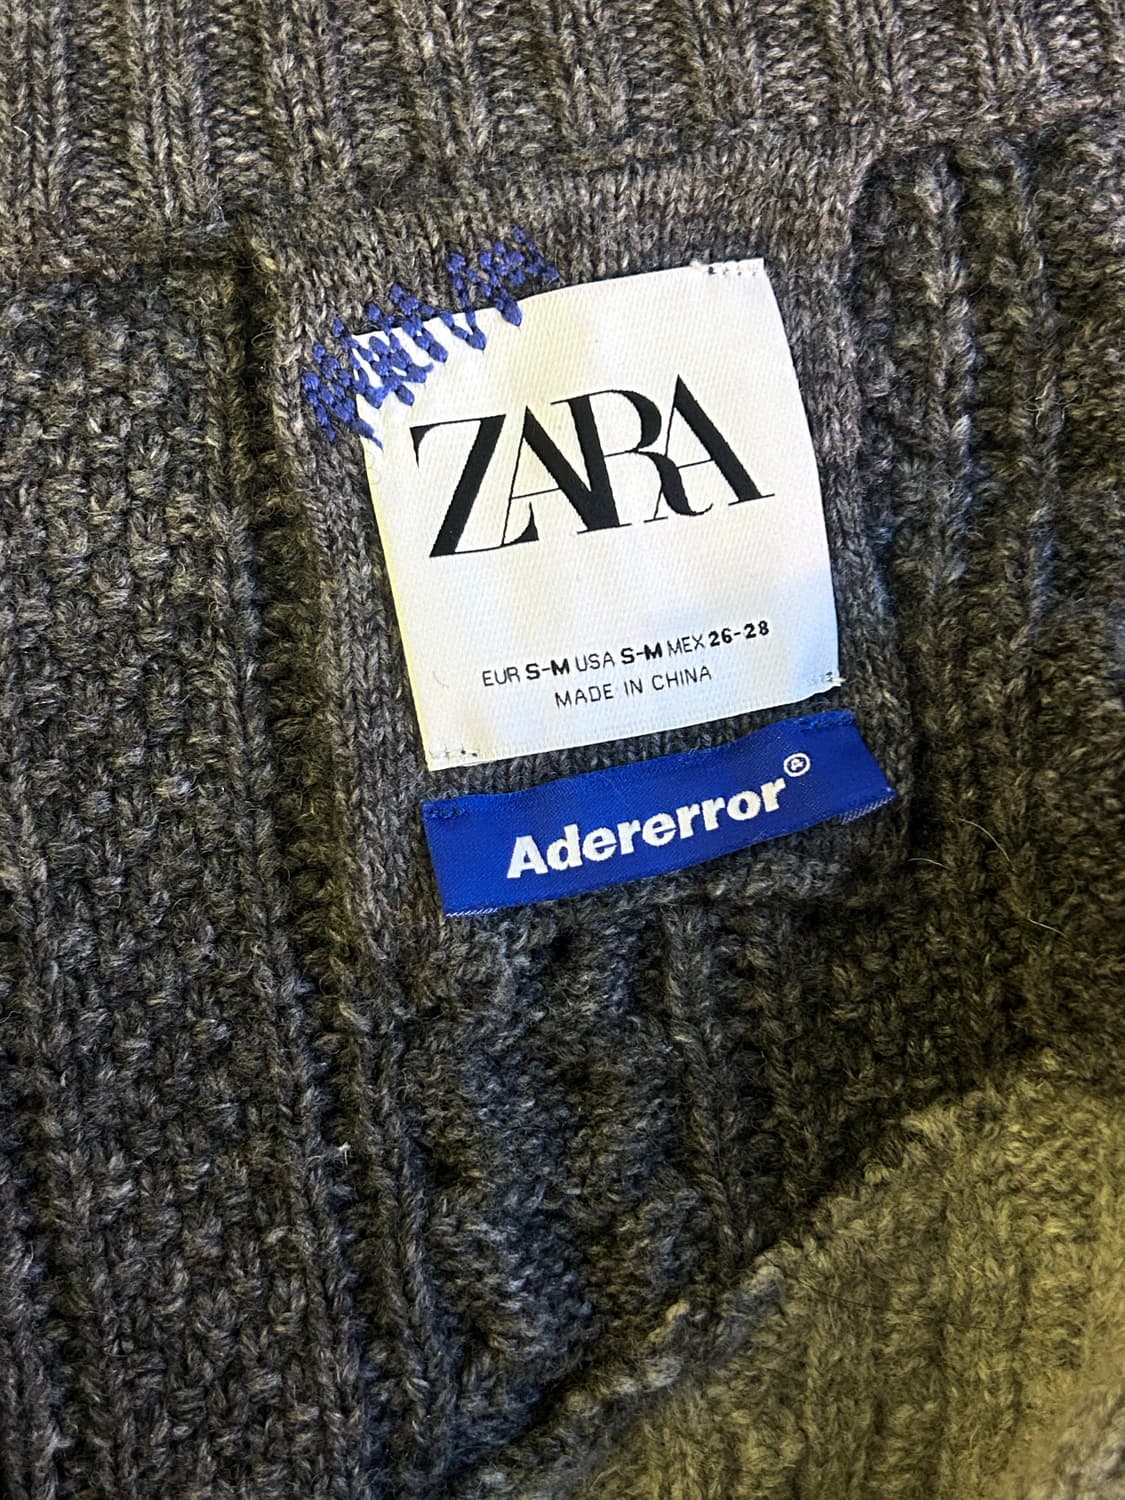 ZARA
EUR S-M USA S-M MEX 26-28
MADE IN CHINA
Adererror®